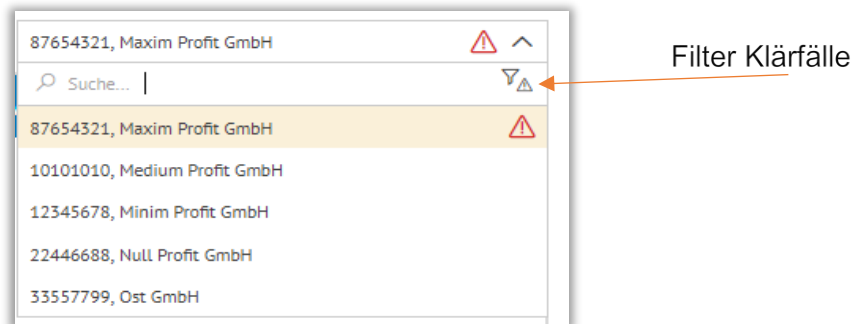 87654321, Maxim Profit GmbH
Filter Klärfälle
Suche...
87654321, Maxim Profit GmbH
10101010, Medium Profit GmbH
12345678, Minim Profit GmbH
22446688, Null Profit GmbH
33557799, Ost GmbH